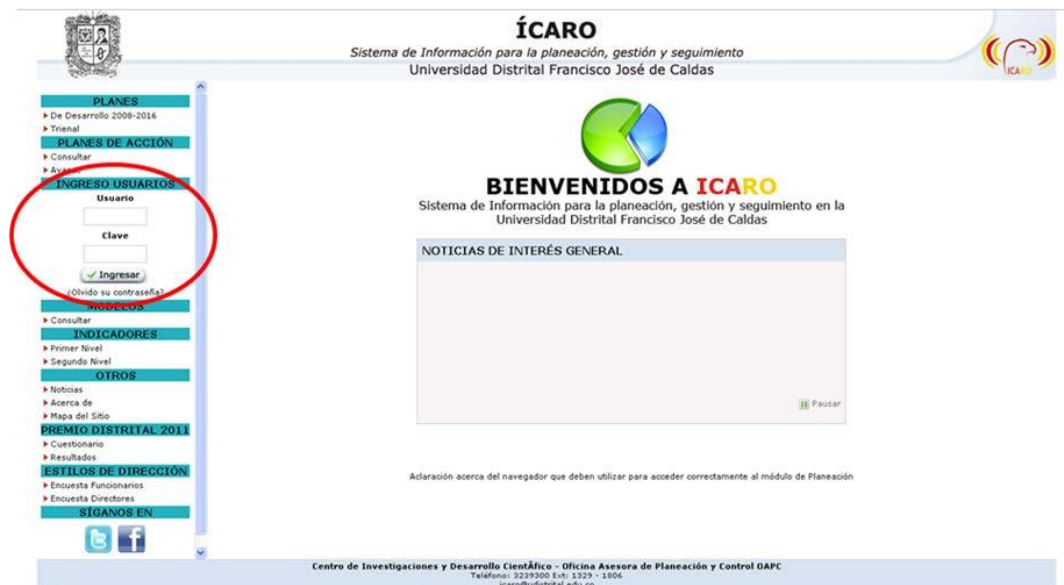 ÍCARO
Sistema de Información para la planeación, gestión y seguimiento
Universidad Distrital Francisco José de Caldas
ICARO
PLANES
De Desarrollo 2008-2016
Trienal
PLANES DE ACCIÓN
Consultar
INGRESO USUARIOS
Usuario
Clave
Ingresar
¿Olvido su contraseña?
MODELOS
Consultar
INDICADORES
Primer Nivel
Segundo Nivel
OTROS
Noticias
Acerca de
Mapa del Sitio
PREMIO DISTRITAL 2011
Cuestionario
Resultados
ESTILOS DE DIRECCIÓN
Encuesta Funcionarios
Encuesta Directores
SÍGANOS EN
BIENVENIDOS A ICARO
Sistema de Información para la planeación, gestión y seguimiento en la
Universidad Distrital Francisco José de Caldas
NOTICIAS DE INTERÉS GENERAL
Pausar
Aclaración acerca del navegador que deben utilizar para acceder correctamente al módulo de Planeación
Centro de Investigaciones y Desarrollo CientÃfico - Oficina Asesora de Planeación y Control OAPC
Teléfono: 3239300 Ext: 1329 - 1806
icaro@udistrital.edu.co